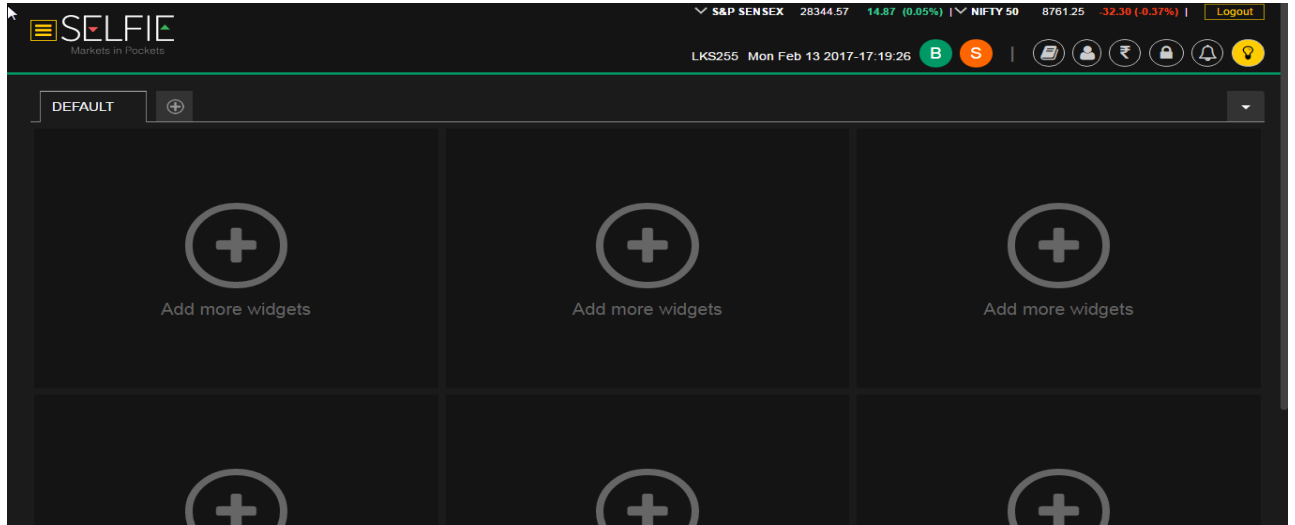 S&P SENSEX 28344.57 14.87 (0.05%) | NIFTY 50 8761.25 -32.30 (-0.37%) | Logout
SELFIE
Markets in Pockets
LKS255 Mon Feb 13 2017-17:19:26 B S | ₹
DEFAULT
Add more widgets Add more widgets Add more widgets